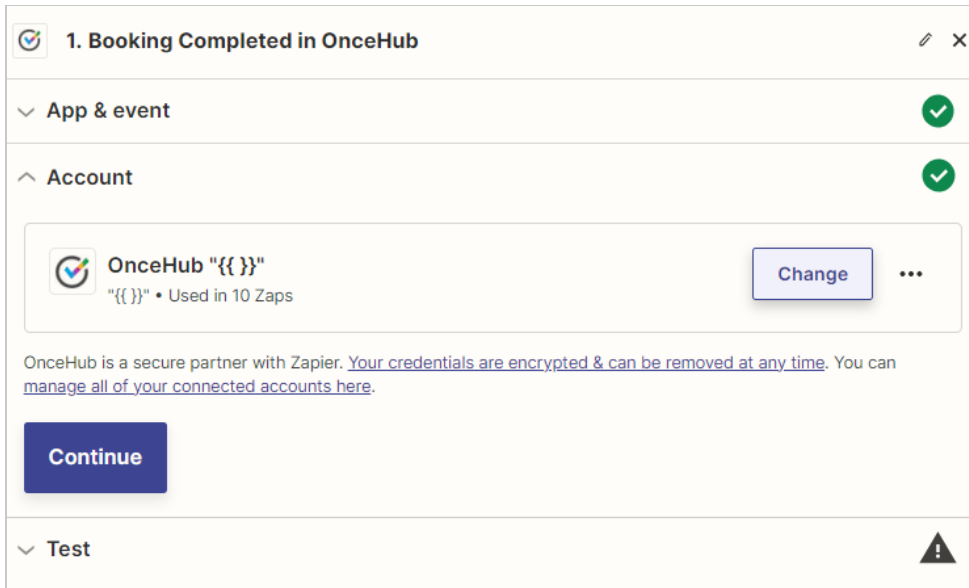 1. Booking Completed in OnceHub
App & event
Account
OnceHub "{{ }}"
"{{ }}" • Used in 10 Zaps
Change
OnceHub is a secure partner with Zapier. Your credentials are encrypted & can be removed at any time. You can
manage all of your connected accounts here.
Continue
Test